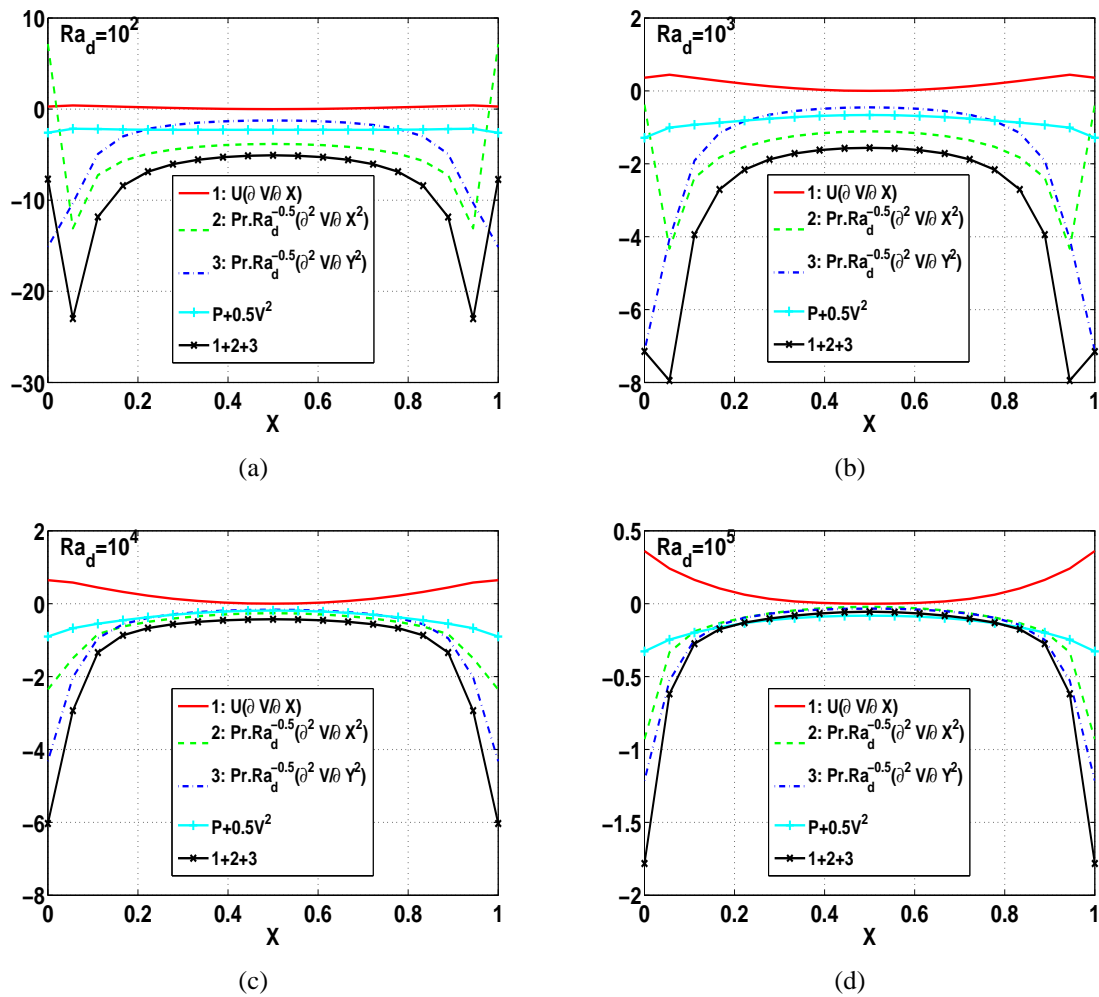 Ra_d=10^2
10
0
−10
−20
−30
0 0.2 0.4 0.6 0.8 1
X
1: U(∂ V/∂ X)
2: Pr.Ra_d^−0.5(∂^2 V/∂ X^2)
3: Pr.Ra_d^−0.5(∂^2 V/∂ Y^2)
P+0.5V^2
1+2+3
(a)
Ra_d=10^3
2
0
−2
−4
−6
−8
0 0.2 0.4 0.6 0.8 1
X
1: U(∂ V/∂ X)
2: Pr.Ra_d^−0.5(∂^2 V/∂ X^2)
3: Pr.Ra_d^−0.5(∂^2 V/∂ Y^2)
P+0.5V^2
1+2+3
(b)
Ra_d=10^4
2
0
−2
−4
−6
−8
0 0.2 0.4 0.6 0.8 1
X
1: U(∂ V/∂ X)
2: Pr.Ra_d^−0.5(∂^2 V/∂ X^2)
3: Pr.Ra_d^−0.5(∂^2 V/∂ Y^2)
P+0.5V^2
1+2+3
(c)
Ra_d=10^5
0.5
0
−0.5
−1
−1.5
−2
0 0.2 0.4 0.6 0.8 1
X
1: U(∂ V/∂ X)
2: Pr.Ra_d^−0.5(∂^2 V/∂ X^2)
3: Pr.Ra_d^−0.5(∂^2 V/∂ Y^2)
P+0.5V^2
1+2+3
(d)